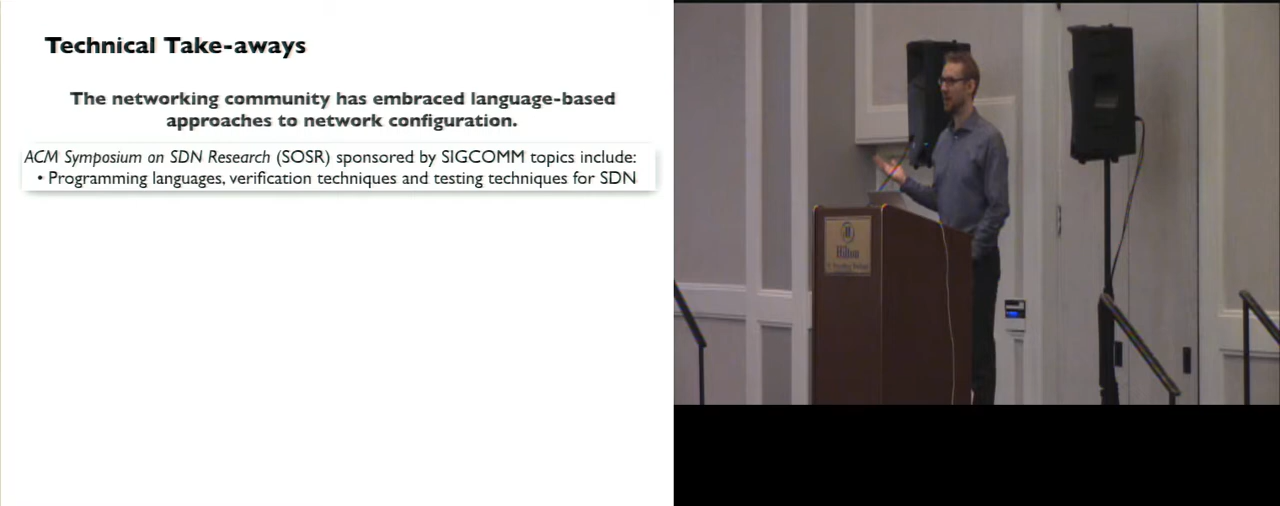 Technical Take-aways
The networking community has embraced language-based
approaches to network configuration.
ACM Symposium on SDN Research (SOSR) sponsored by SIGCOMM topics include:
• Programming languages, verification techniques and testing techniques for SDN
Hilton